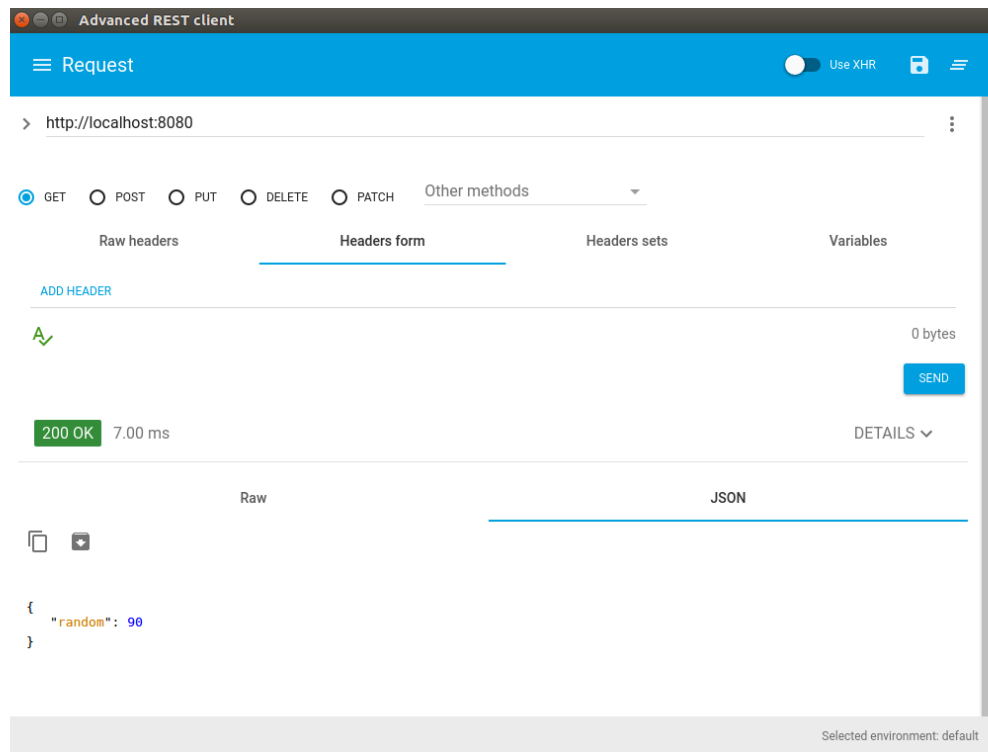 Advanced REST client
Request
Use XHR
http://localhost:8080
GET POST PUT DELETE PATCH Other methods
Raw headers Headers form Headers sets Variables
ADD HEADER
0 bytes
SEND
200 OK 7.00 ms DETAILS
Raw JSON
{
"random": 90
}
Selected environment: default